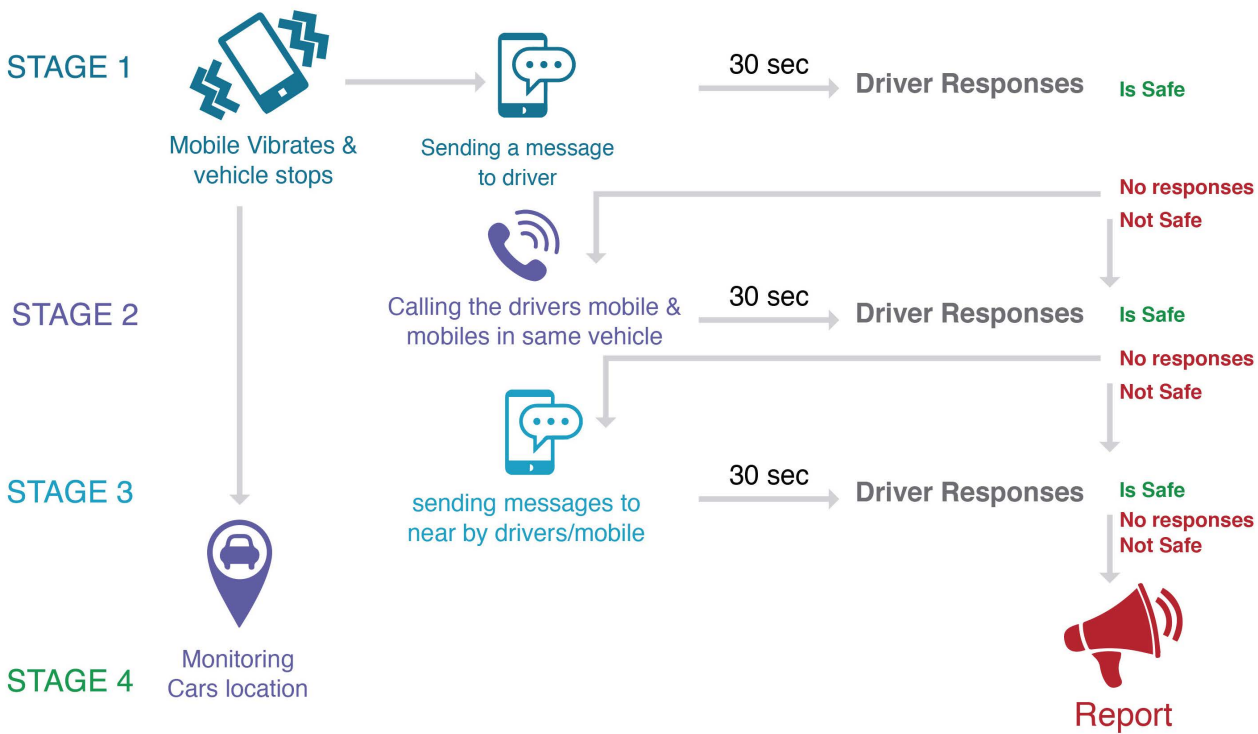 STAGE 1
Mobile Vibrates &
vehicle stops
Sending a message
to driver
30 sec
Driver Responses
Is Safe
No responses
Not Safe
STAGE 2
Calling the drivers mobile &
mobiles in same vehicle
30 sec
Driver Responses
Is Safe
No responses
Not Safe
STAGE 3
sending messages to
near by drivers/mobile
30 sec
Driver Responses
Is Safe
No responses
Not Safe
STAGE 4
Monitoring
Cars location
Report